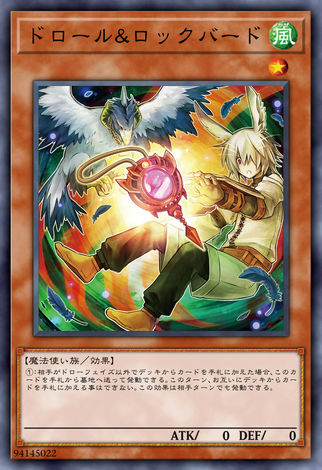 ドロール&ロックバード
風
【魔法使い族／効果】
①:相手がドローフェイズ以外でデッキからカードを手札に加えた場合、このカ
ードを手札から墓地へ送って発動できる。このターン、お互いにデッキからカー
ドを手札に加える事はできない。この効果は相手ターンでも発動できる。
ATK/ 0 DEF/ 0
94145022